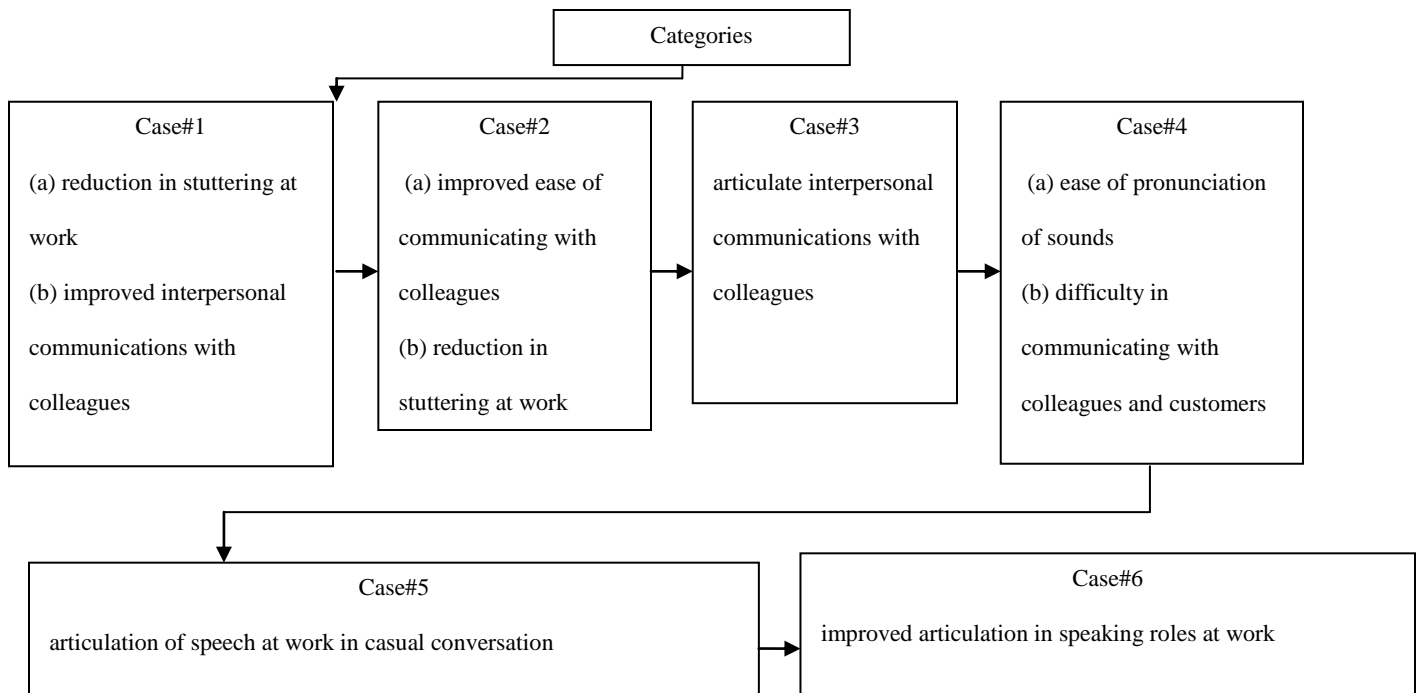 Categories
Case#1
(a) reduction in stuttering at
work
(b) improved interpersonal
communications with
colleagues
Case#2
(a) improved ease of
communicating with
colleagues
(b) reduction in
stuttering at work
Case#3
articulate interpersonal
communications with
colleagues
Case#4
(a) ease of pronunciation
of sounds
(b) difficulty in
communicating with
colleagues and customers
Case#5
articulation of speech at work in casual conversation
Case#6
improved articulation in speaking roles at work